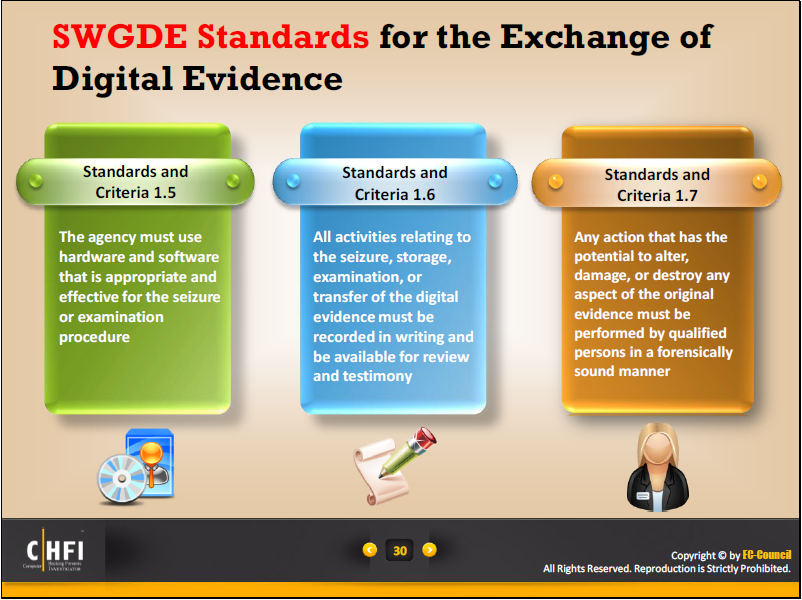 SWGDE Standards for the Exchange of
Digital Evidence
Standards and
Criteria 1.5
The agency must use
hardware and software
that is appropriate and
effective for the seizure
or examination
procedure
Standards and
Criteria 1.6
All activities relating to
the seizure, storage,
examination, or
transfer of the digital
evidence must be
recorded in writing and
be available for review
and testimony
Standards and
Criteria 1.7
Any action that has the
potential to alter,
damage, or destroy any
aspect of the original
evidence must be
performed by qualified
persons in a forensically
sound manner
CHFI
Computer Hacking Forensic
INVESTIGATOR
30
Copyright © by EC-Council
All Rights Reserved. Reproduction is Strictly Prohibited.